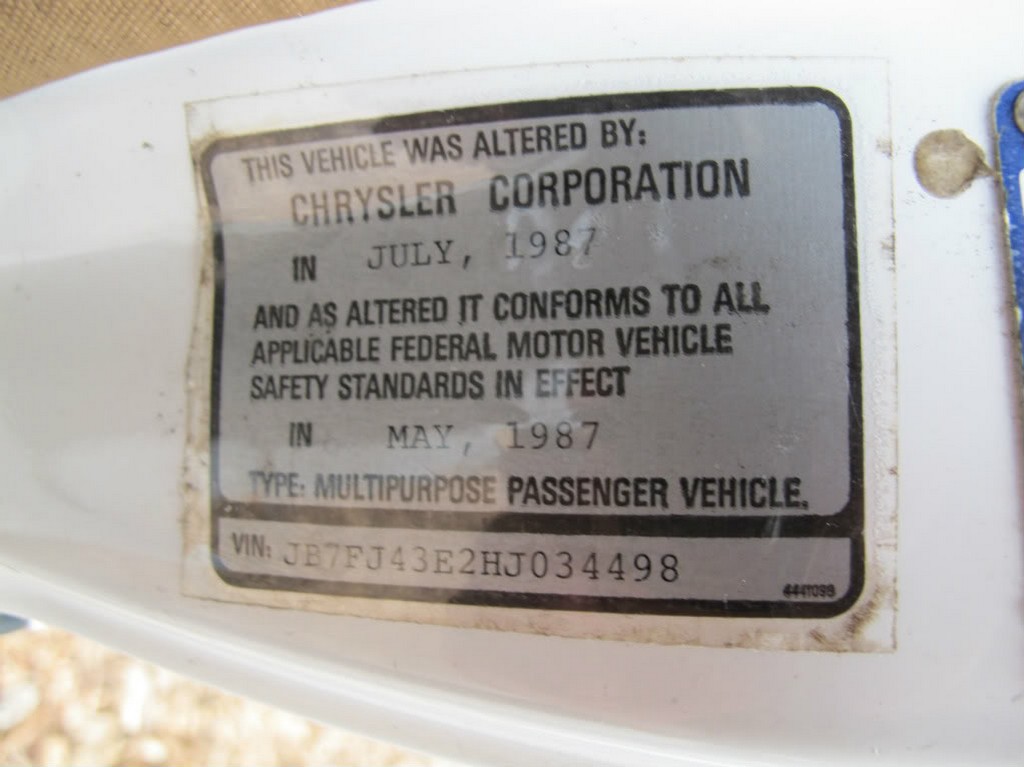 THIS VEHICLE WAS ALTERED BY:
CHRYSLER CORPORATION
IN JULY, 1987
AND AS ALTERED IT CONFORMS TO ALL
APPLICABLE FEDERAL MOTOR VEHICLE
SAFETY STANDARDS IN EFFECT
IN MAY, 1987
TYPE: MULTIPURPOSE PASSENGER VEHICLE.
VIN: JB7FJ43E2HJ034498